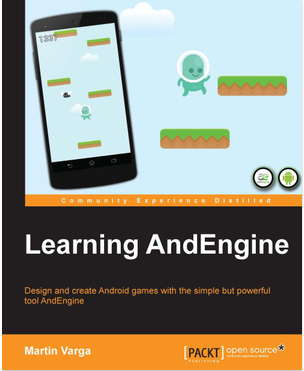 1337
Community Experience Distilled
Learning AndEngine
Design and create Android games with the simple but powerful
tool AndEngine
Martin Varga
[PACKT] open source*
PUBLISHING